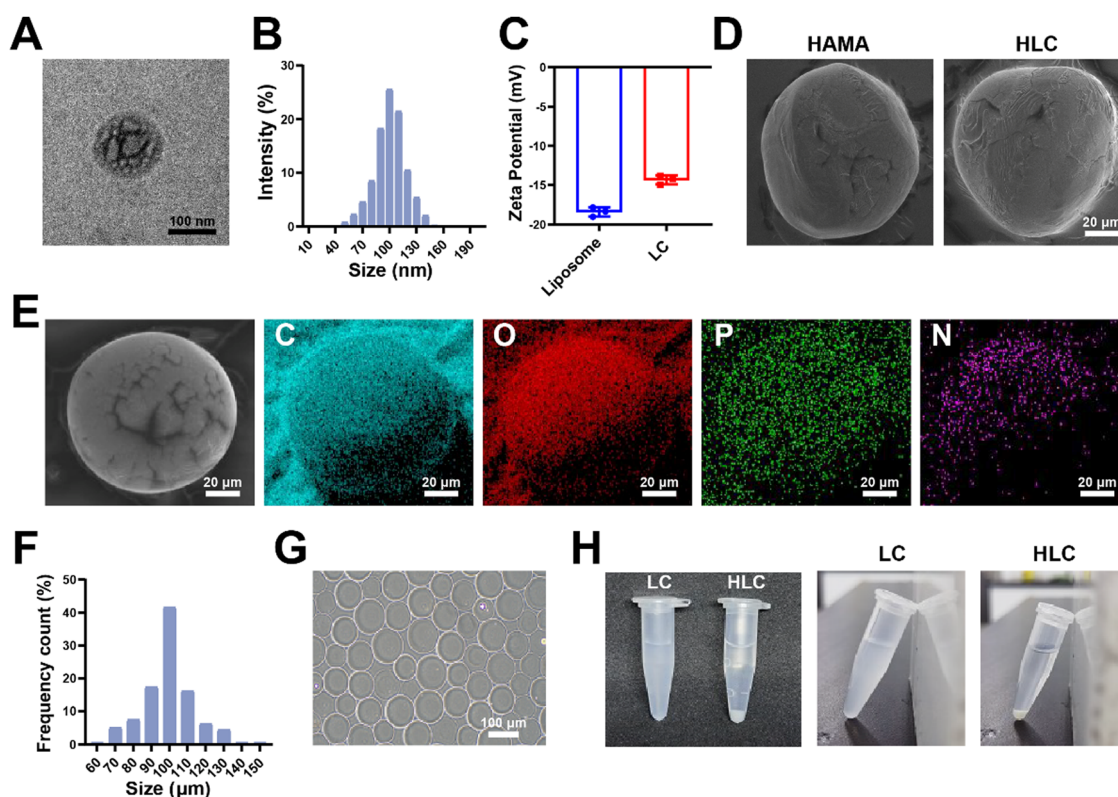 A
100 nm
B
Intensity (%)
30
20
10
0
10
40
70
100
130
160
190
Size (nm)
C
Zeta Potential (mV)
0
-5
-10
-15
-20
Liposome
LC
D
HAMA
HLC
20 µm
E
20 µm
C
20 µm
O
20 µm
P
20 µm
N
20 µm
F
Frequency count (%)
50
40
30
20
10
0
60
70
80
90
100
110
120
130
140
150
Size (µm)
G
100 µm
H
LC
HLC
LC
HLC